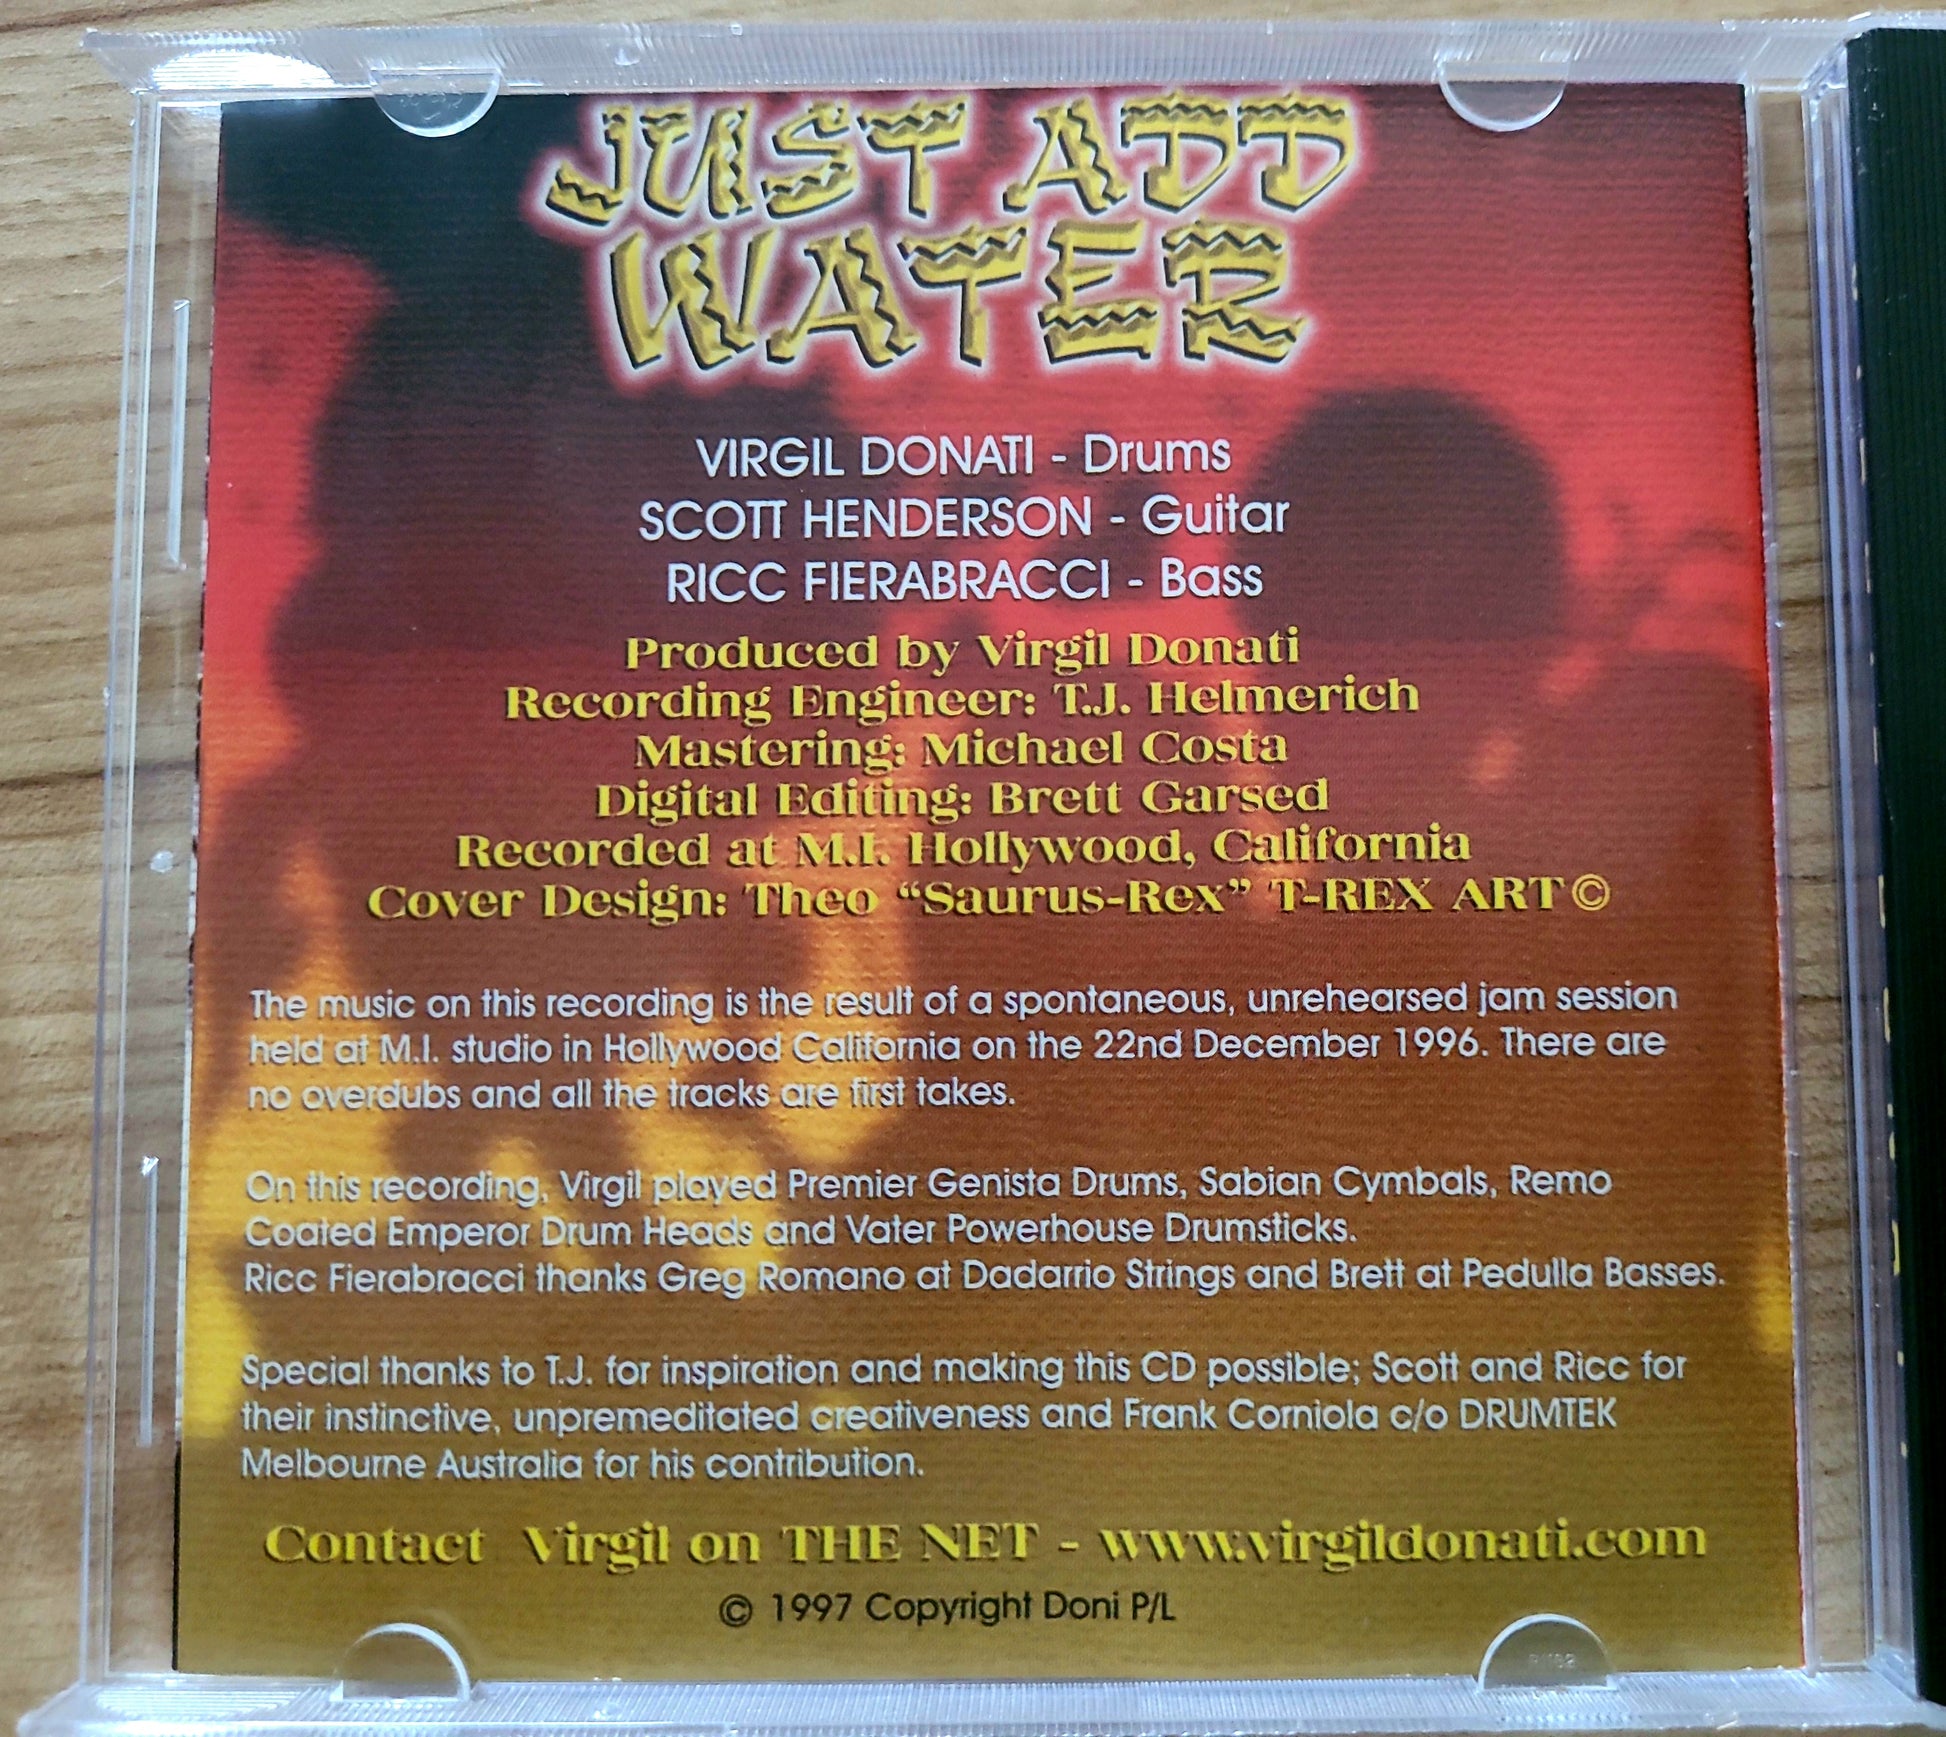 JUST ADD
WATER
VIRGIL DONATI - Drums
SCOTT HENDERSON - Guitar
RICC FIERABRACCI - Bass
Produced by Virgil Donati
Recording Engineer: T.J. Helmerich
Mastering: Michael Costa
Digital Editing: Brett Garsed
Recorded at M.I. Hollywood, California
Cover Design: Theo “Saurus-Rex” T-REX ART©
The music on this recording is the result of a spontaneous, unrehearsed jam session
held at M.I. studio in Hollywood California on the 22nd December 1996. There are
no overdubs and all the tracks are first takes.
On this recording, Virgil played Premier Genista Drums, Sabian Cymbals, Remo
Coated Emperor Drum Heads and Vater Powerhouse Drumsticks.
Ricc Fierabracci thanks Greg Romano at Dadarrio Strings and Brett at Pedulla Basses.
Special thanks to T.J. for inspiration and making this CD possible; Scott and Ricc for
their instinctive, unpremeditated creativeness and Frank Corniola c/o DRUMTEK
Melbourne Australia for his contribution.
Contact Virgil on THE NET - www.virgildonati.com
© 1997 Copyright Doni P/L